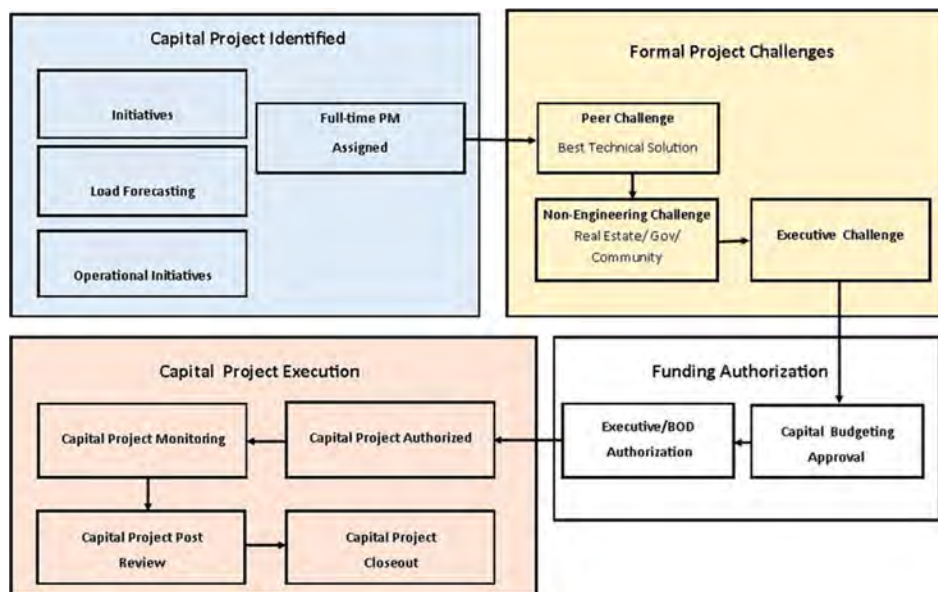 Capital Project Identified
Initiatives
Load Forecasting
Operational Initiatives
Full-time PM
Assigned
Formal Project Challenges
Peer Challenge
Best Technical Solution
Non-Engineering Challenge
Real Estate/ Gov/
Community
Executive Challenge
Funding Authorization
Capital Budgeting
Approval
Executive/BOD
Authorization
Capital Project Execution
Capital Project Authorized
Capital Project Monitoring
Capital Project Post
Review
Capital Project
Closeout